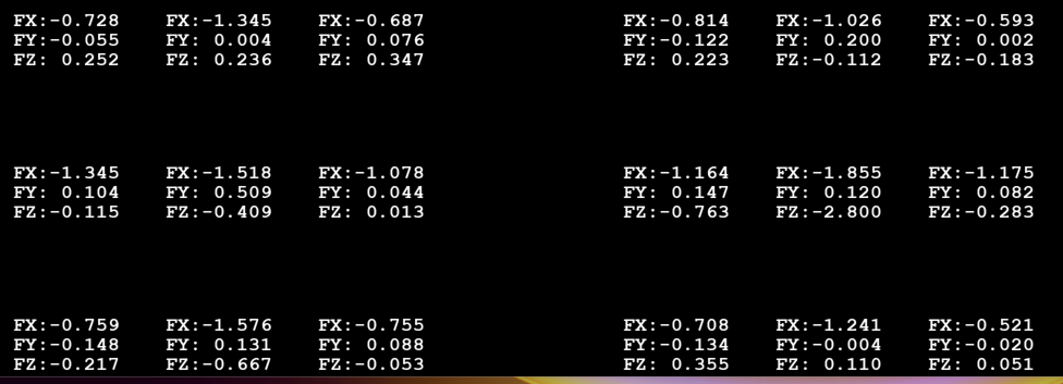 FX:-0.728 FX:-1.345 FX:-0.687 FX:-0.814 FX:-1.026 FX:-0.593
FY:-0.055 FY: 0.004 FY: 0.076 FY:-0.122 FY: 0.200 FY: 0.002
FZ: 0.252 FZ: 0.236 FZ: 0.347 FZ: 0.223 FZ:-0.112 FZ:-0.183
FX:-1.345 FX:-1.518 FX:-1.078 FX:-1.164 FX:-1.855 FX:-1.175
FY: 0.104 FY: 0.509 FY: 0.044 FY: 0.147 FY: 0.120 FY: 0.082
FZ:-0.115 FZ:-0.409 FZ: 0.013 FZ:-0.763 FZ:-2.800 FZ:-0.283
FX:-0.759 FX:-1.576 FX:-0.755 FX:-0.708 FX:-1.241 FX:-0.521
FY:-0.148 FY: 0.131 FY: 0.088 FY:-0.134 FY:-0.004 FY:-0.020
FZ:-0.217 FZ:-0.667 FZ:-0.053 FZ: 0.355 FZ: 0.110 FZ: 0.051